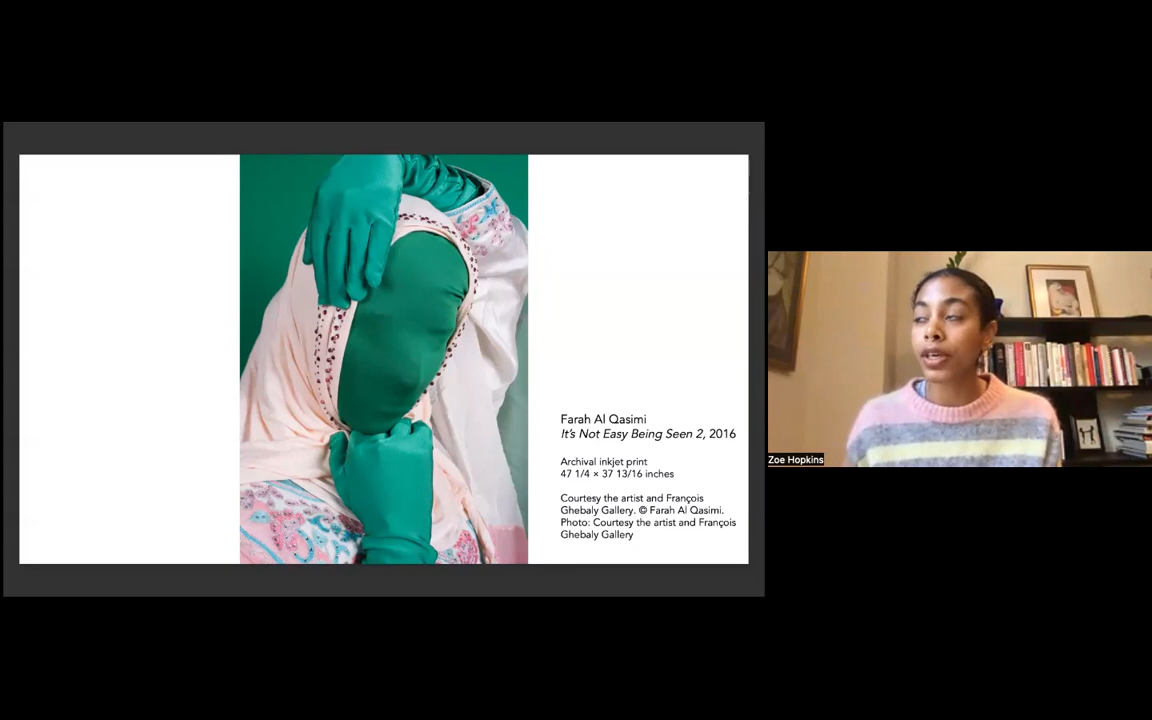 Farah Al Qasimi
It's Not Easy Being Seen 2, 2016
Archival inkjet print
47 1/4 × 37 13/16 inches
Courtesy the artist and François
Ghebaly Gallery. © Farah Al Qasimi.
Photo: Courtesy the artist and François
Ghebaly Gallery
Zoe Hopkins